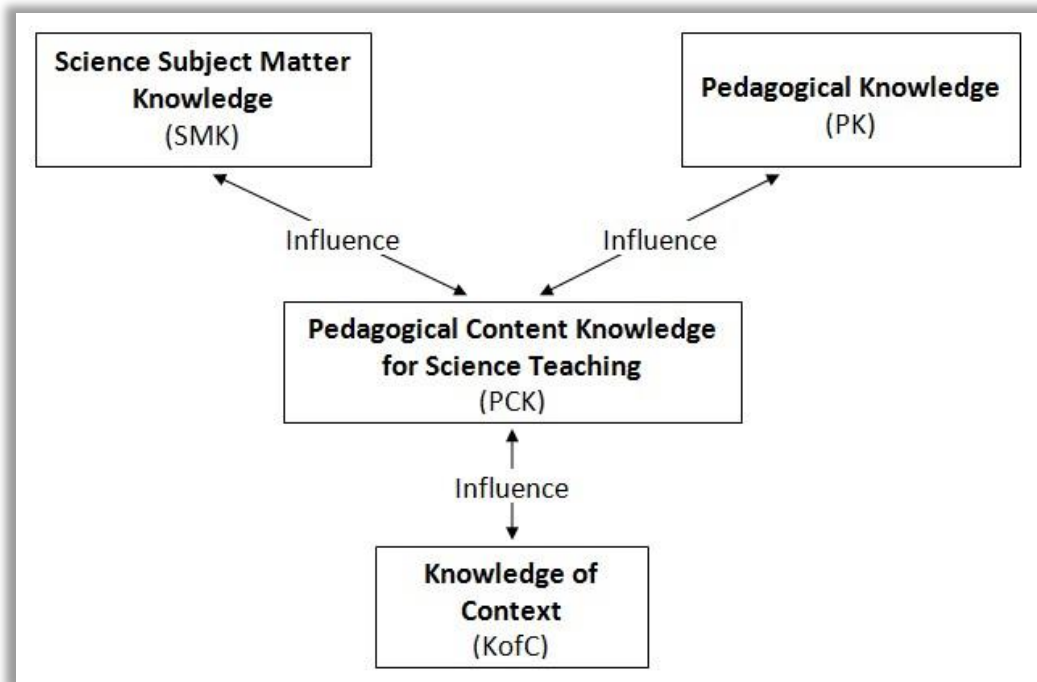 Science Subject Matter
Knowledge
(SMK)
Pedagogical Knowledge
(PK)
Influence
Influence
Pedagogical Content Knowledge
for Science Teaching
(PCK)
Influence
Knowledge of
Context
(KofC)